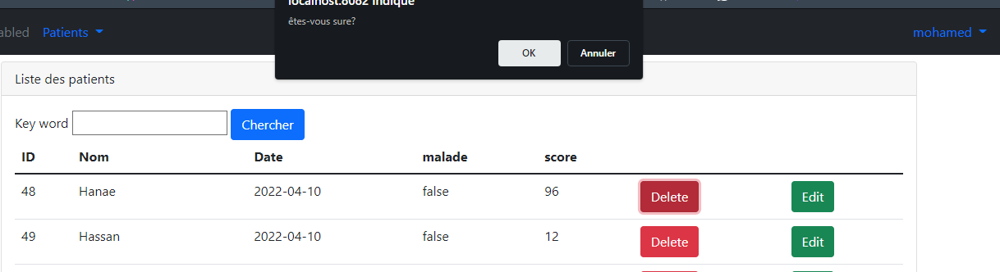 localhost:8082 indique
êtes-vous sure?
OK Annuler
abled Patients mohamed
Liste des patients
Key word Chercher
ID Nom Date malade score
48 Hanae 2022-04-10 false 96 Delete Edit
49 Hassan 2022-04-10 false 12 Delete Edit